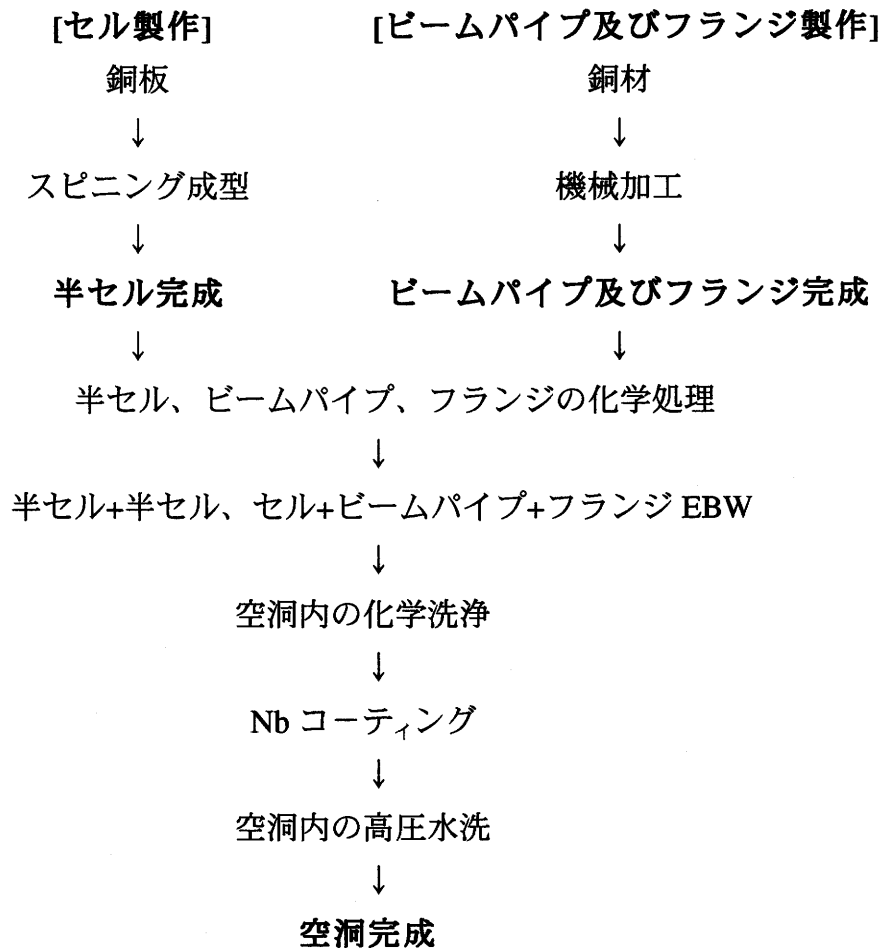 [セル製作] [ビームパイプ及びフランジ製作]
銅板 銅材
↓ ↓
スピニング成型 機械加工
↓ ↓
半セル完成 ビームパイプ及びフランジ完成
↓ ↓
半セル、ビームパイプ、フランジの化学処理
↓
半セル+半セル、セル+ビームパイプ+フランジ EBW
↓
空洞内の化学洗浄
↓
Nb コーティング
↓
空洞内の高圧水洗
↓
空洞完成